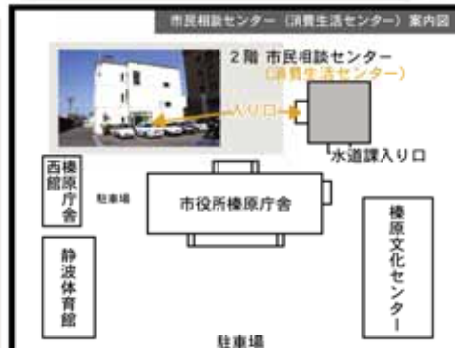 市民相談センター（消費生活センター）案内図
2階 市民相談センター
（消費生活センター）
入り口
水道課入り口
榛原庁舎
西館
駐車場
市役所榛原庁舎
静波体育館
榛原文化センター
駐車場